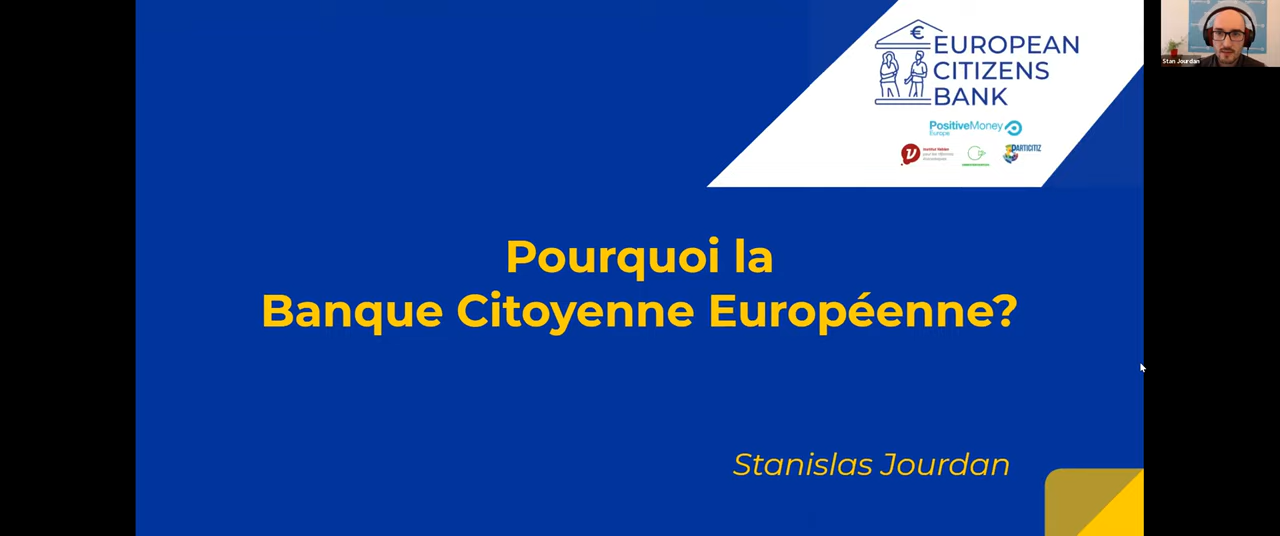 EUROPEAN
CITIZENS
BANK
PositiveMoney
Europe
PARTICITIZ
Stan Jourdan
Pourquoi la
Banque Citoyenne Européenne?
Stanislas Jourdan